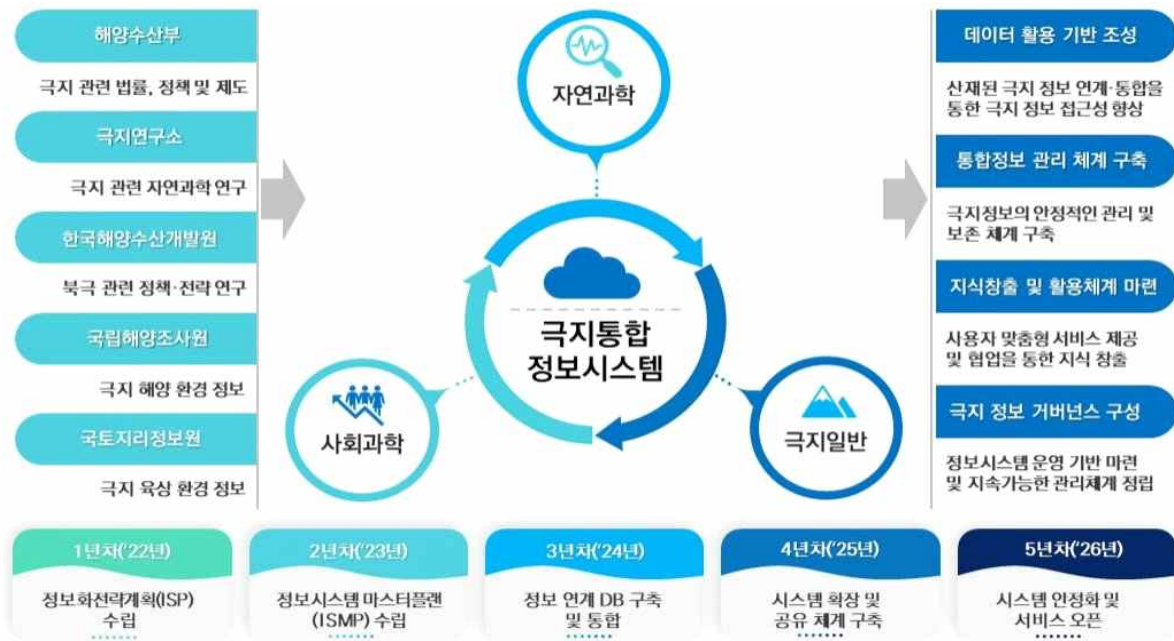 해양수산부
극지 관련 법률, 정책 및 제도
극지연구소
극지 관련 자연과학 연구
한국해양수산개발원
북극 관련 정책·전략 연구
국립해양조사원
극지 해양 환경 정보
국토지리정보원
극지 육상 환경 정보
자연과학
극지통합
정보시스템
사회과학
극지일반
데이터 활용 기반 조성
산재된 극지 정보 연계·통합을
통한 극지 정보 접근성 향상
통합정보 관리 체계 구축
극지정보의 안정적인 관리 및
보존 체계 구축
지식창출 및 활용체계 마련
사용자 맞춤형 서비스 제공
및 협업을 통한 지식 창출
극지 정보 거버넌스 구성
정보시스템 운영 기반 마련
및 지속가능한 관리체계 정립
1년차('22년)
정보화전략계획(ISP)
수립
2년차('23년)
정보시스템 마스터플랜
(ISMP) 수립
3년차('24년)
정보 연계 DB 구축
및 통합
4년차('25년)
시스템 확장 및
공유 체계 구축
5년차('26년)
시스템 안정화 및
서비스 오픈